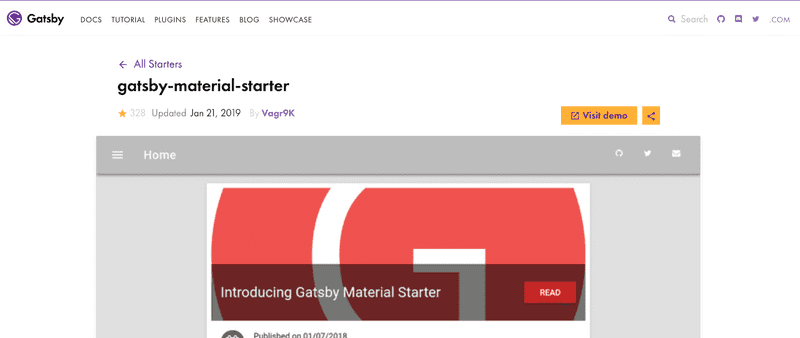 Gatsby DOCS TUTORIAL PLUGINS FEATURES BLOG SHOWCASE Search .COM
All Starters
gatsby-material-starter
328 Updated Jan 21, 2019 By Vagr9K Visit demo
Home
Introducing Gatsby Material Starter READ
Published on 01/07/2018